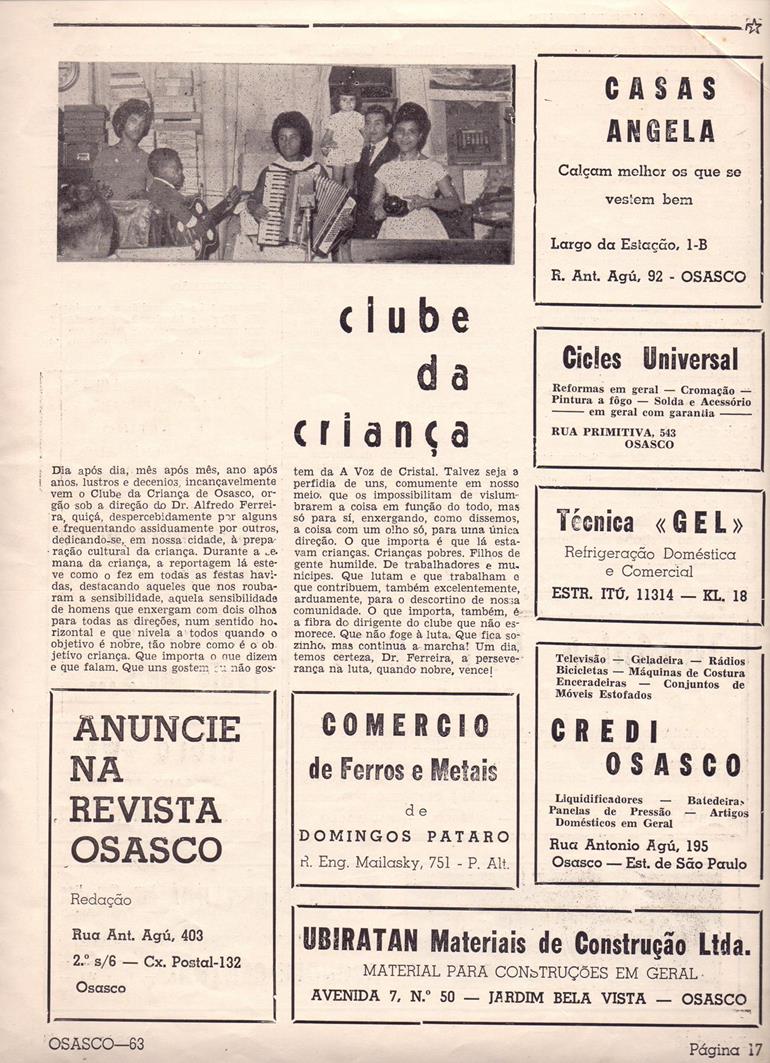 clube
da
criança
Dia após dia, mês após mês, ano após
anos, lustros e decenios, incançavelmente
vem o Clube da Criança de Osasco, or-
gão sob a direção do Dr. Alfredo Ferrei-
ra, quiçá, despercebidamente por alguns
e frequentando assiduamente por outros,
dedicando-se, em nossa cidade, à prepa-
ração cultural da criança. Durante a se-
mana da criança, a reportagem lá este-
ve como o fez em todas as festas havi-
das, destacando aqueles que nos rouba-
ram a sensibilidade, aquela sensibilidade
de homens que enxergam com dois olhos
para todas as direções, num sentido ho-
rizontal e que nivela a todos quando o
objetivo é nobre, tão nobre como é o ob-
jetivo criança. Que importa o que dizem
e que falam. Que uns gostem ou não gos-
tem da A Voz de Cristal. Talvez seja a
perfidia de uns, comumente em nosso
meio, que os impossibilitam de vislum-
brarem a coisa em função do todo, mas
só para si, enxergando, como dissemos,
a coisa com um olho só, para uma única
direção. O que importa é que lá esta-
vam crianças. Crianças pobres. Filhos de
gente humilde. De trabalhadores e mu-
nicipes. Que lutam e que trabalham e
que contribuem, também excelentemente,
arduamente, para o descortino de nossa
comunidade. O que importa, também, é
a fibra do dirigente do clube que não es-
morece. Que não foge à luta. Que fica so-
zinho, mas continua a marcha! Um dia,
temos certeza, Dr. Ferreira, a perseve-
rança na luta, quando nobre, vence!
CASAS
ANGELA
Calçam melhor os que se
vestem bem
Largo da Estação, 1-B
R. Ant. Agú, 92 - OSASCO
Cicles Universal
Reformas em geral — Cromação —
Pintura a fôgo — Solda e Acessório
em geral com garantia
RUA PRIMITIVA, 543
OSASCO
Técnica «GEL»
Refrigeração Doméstica
e Comercial
ESTR. ITÚ, 11314 — KL. 18
Televisão — Geladeira — Rádios
Bicicletas — Máquinas de Costura
Enceradeiras — Conjuntos de
Móveis Estofados
CREDI
OSASCO
Liquidificadores — Batedeiras
Panelas de Pressão — Artigos
Domésticos em Geral
Rua Antonio Agú, 195
Osasco — Est. de São Paulo
ANUNCIE
NA
REVISTA
OSASCO
Redação
Rua Ant. Agú, 403
2.º s/6 — Cx. Postal-132
Osasco
COMERCIO
de Ferros e Metais
de
DOMINGOS PATARO
R. Eng. Mailasky, 751 - P. Alt.
UBIRATAN Materiais de Construção Ltda.
MATERIAL PARA CONSTRUÇÕES EM GERAL
AVENIDA 7, N.º 50 — JARDIM BELA VISTA — OSASCO
OSASCO—63
Página 17